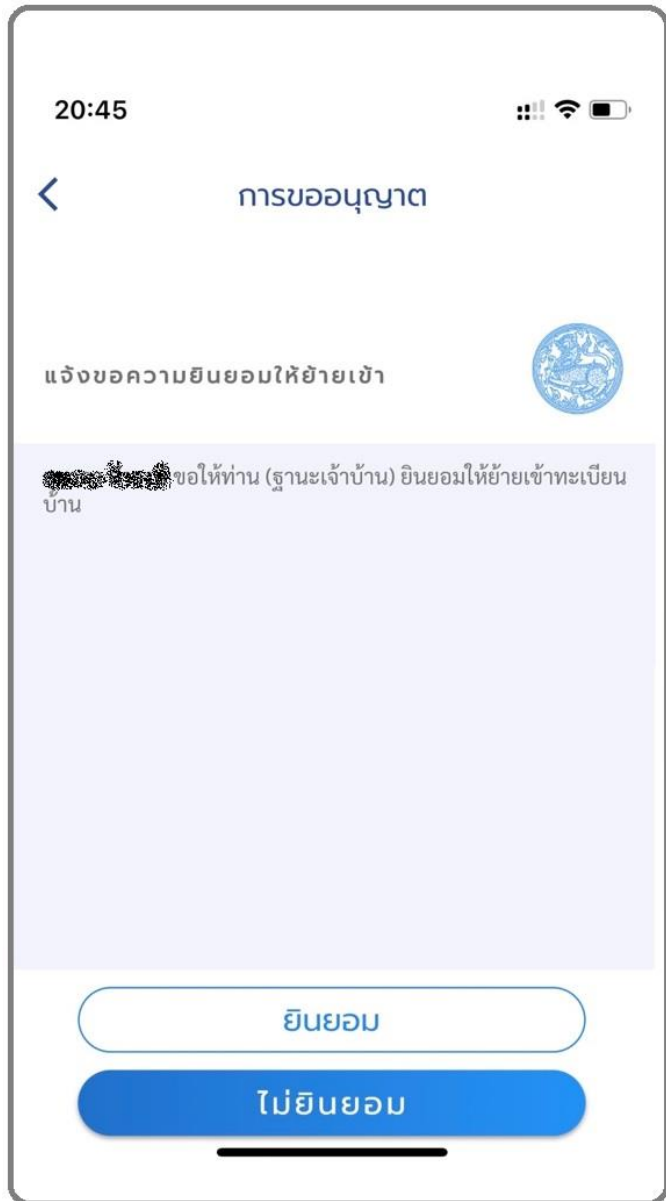 20:45
การขออนุญาต
แจ้งขอความยินยอมให้ย้ายเข้า
ขอให้ท่าน (ฐานะเจ้าบ้าน) ยินยอมให้ย้ายเข้าทะเบียน
บ้าน
ยินยอม
ไม่ยินยอม